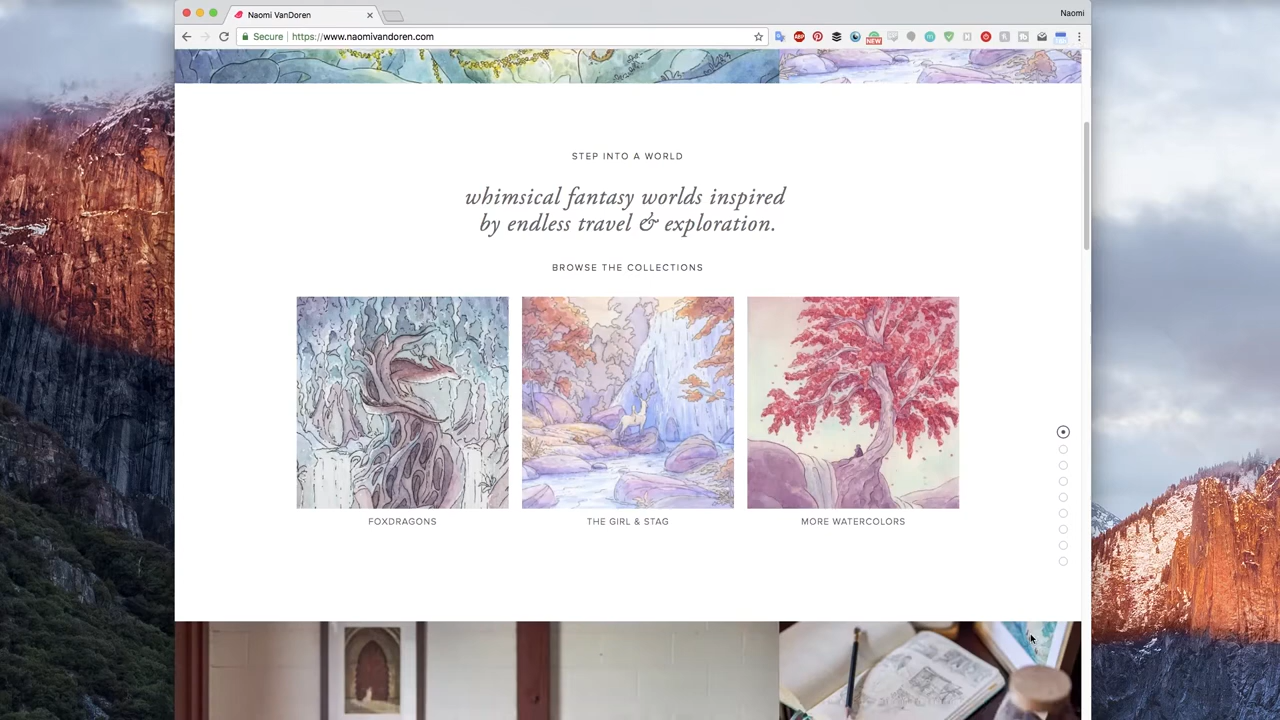 Naomi VanDoren
Naomi
Secure
https://www.naomivandoren.com
NEW
STEP INTO A WORLD
whimsical fantasy worlds inspired
by endless travel & exploration.
BROWSE THE COLLECTIONS
FOXDRAGONS
THE GIRL & STAG
MORE WATERCOLORS